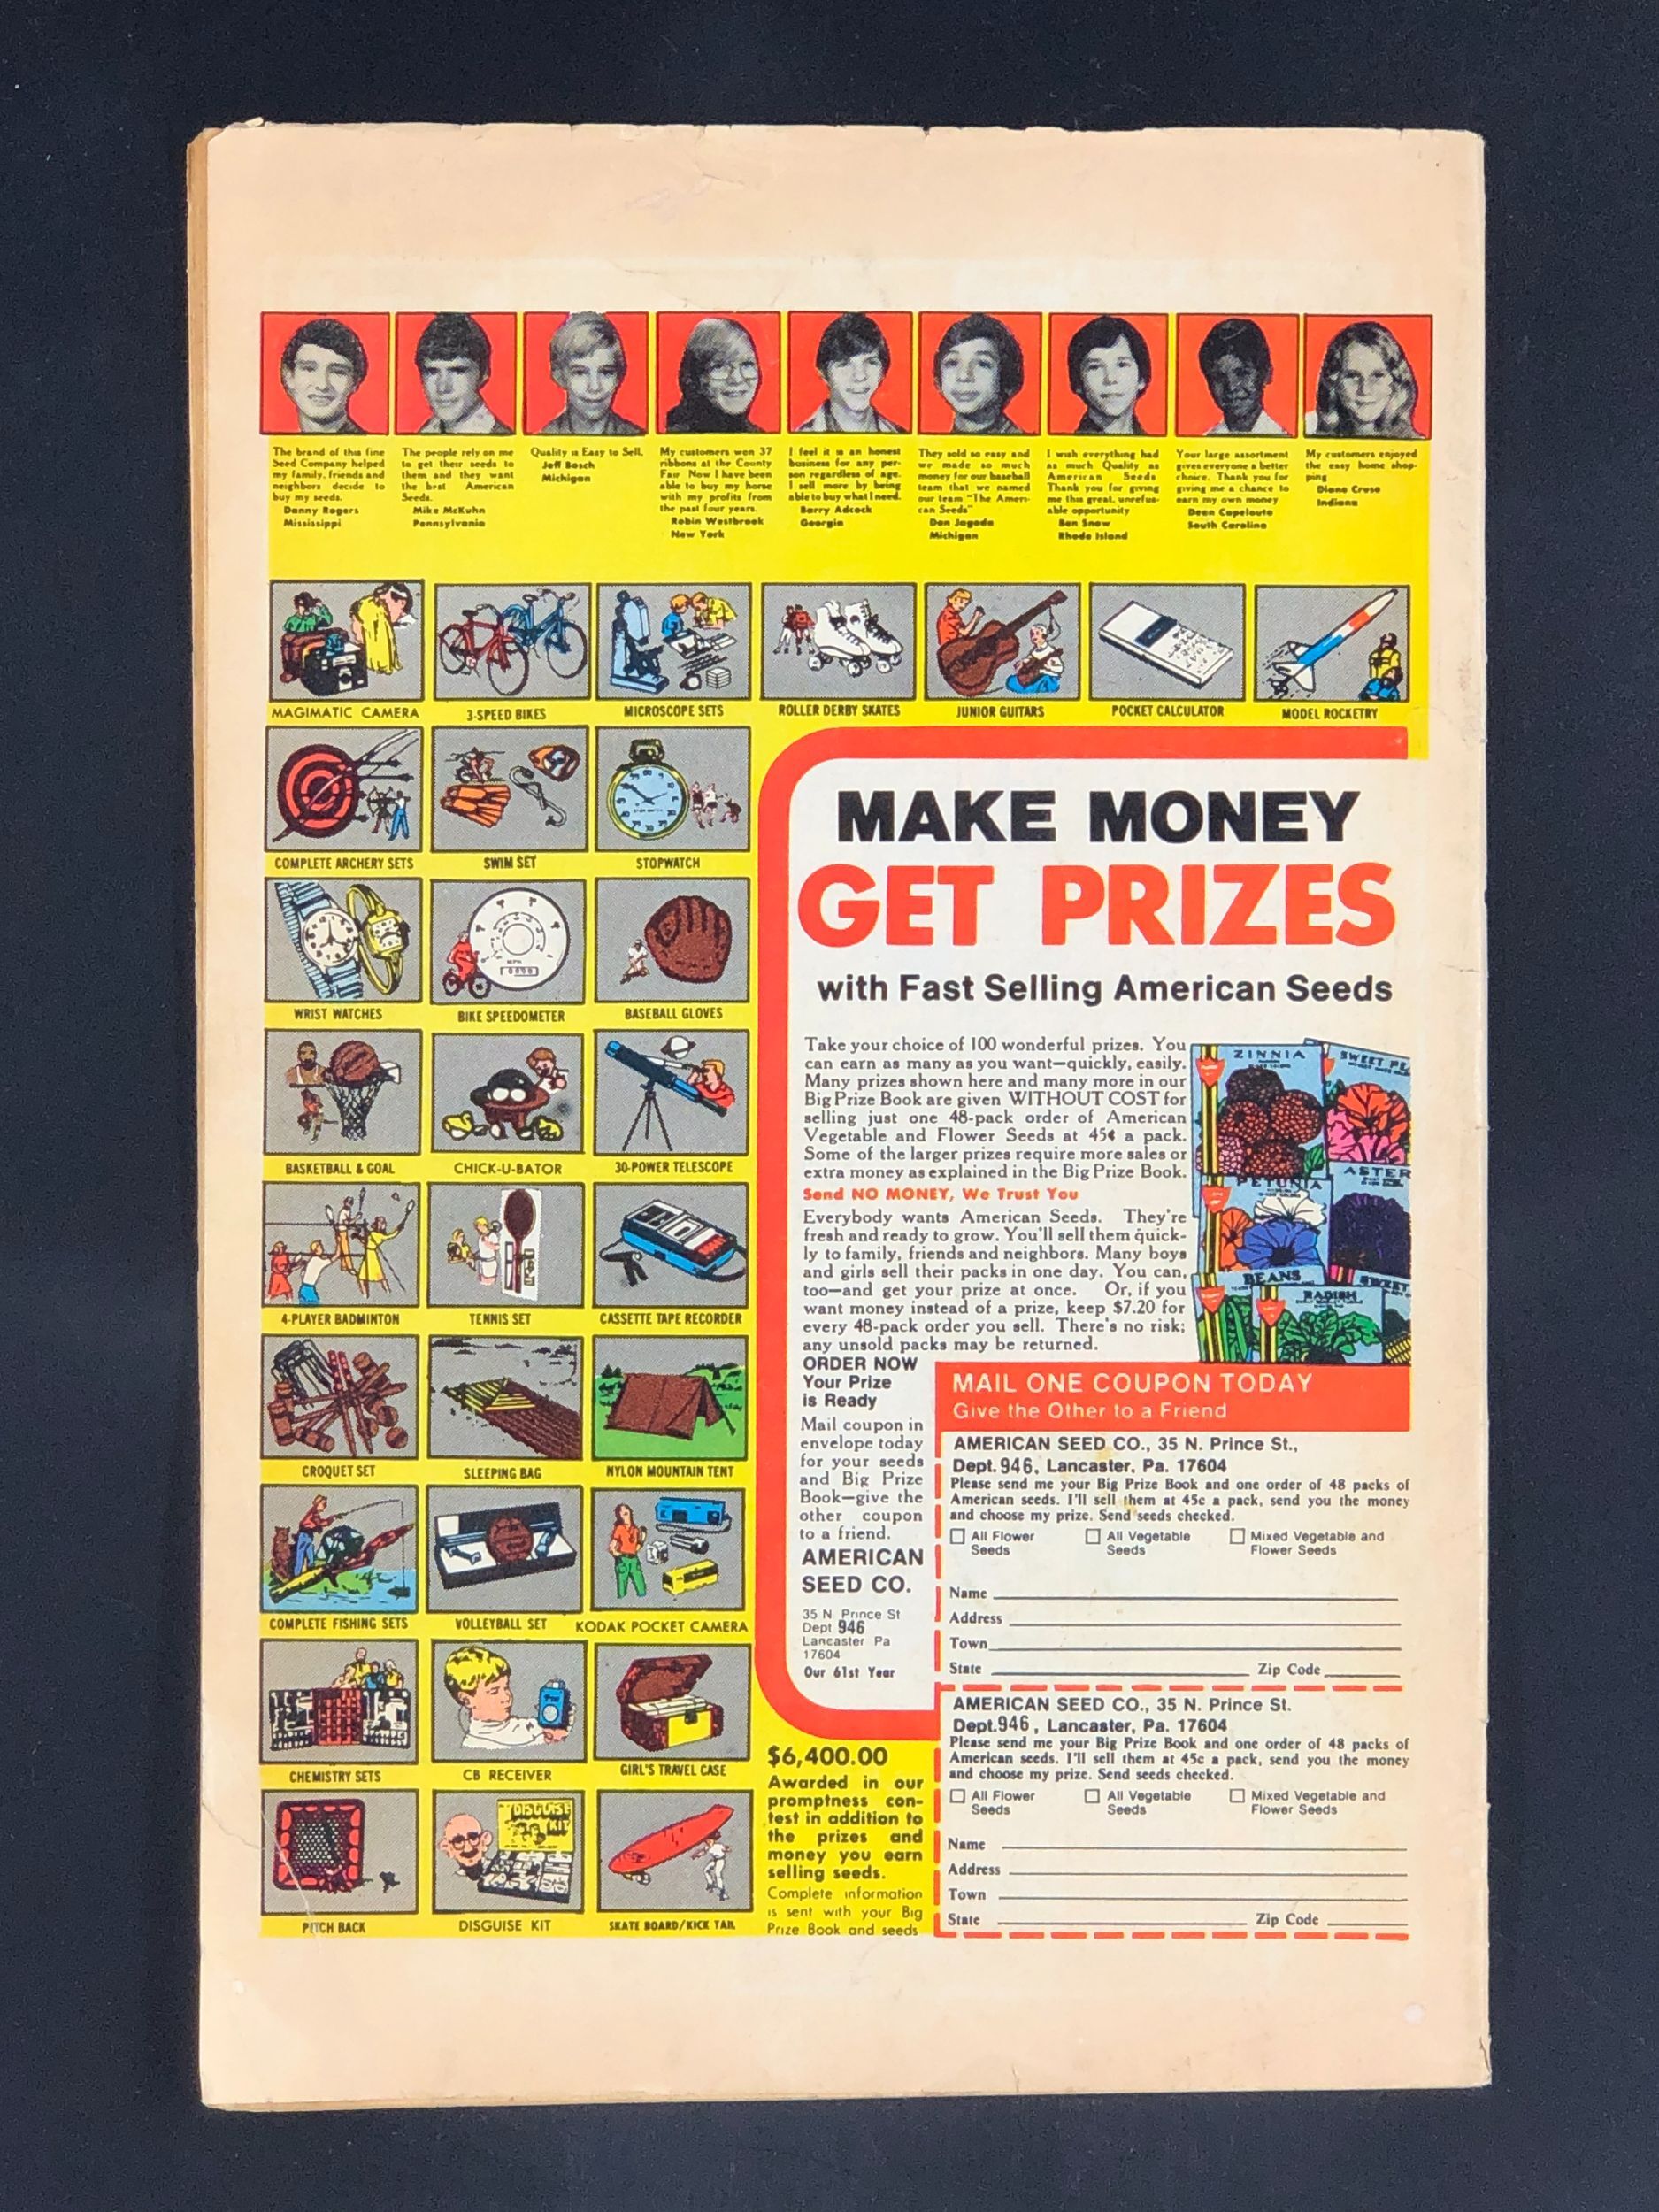 The brand of this fine
Seed Company helped
my family, friends and
neighbors decide to
buy my seeds.
Danny Rogers
Mississippi
The people rely on me
to get their seeds to
them and they want
the best American
Seeds.
Mike McKuhn
Pennsylvania
Quality is Easy to Sell.
Jeff Bosch
Michigan
My customers won 37
ribbons at the County
Fair Now I have been
able to buy my horse
with my profits from
the past four years.
Robin Westbrook
New York
I feel it is an honest
business for any per-
son regardless of age.
I sell more by being
able to buy what I need.
Barry Adcock
Georgia
They sold so easy and
we made so much
money for our baseball
team that we named
our team "The Ameri-
can Seeds"
Dan Jagoda
Michigan
I wish everything had
as much Quality as
American Seeds
Thank you for giving
me this great, unrefus-
able opportunity
Ben Snow
Rhode Island
Your large assortment
gives everyone a better
choice. Thank you for
giving me a chance to
earn my own money
Dean Capelouto
South Carolina
My customers enjoyed
the easy home shop-
ping
Diane Cruse
Indiana
MAGIMATIC CAMERA
3-SPEED BIKES
MICROSCOPE SETS
ROLLER DERBY SKATES
JUNIOR GUITARS
POCKET CALCULATOR
MODEL ROCKETRY
COMPLETE ARCHERY SETS
SWIM SET
STOPWATCH
WRIST WATCHES
BIKE SPEEDOMETER
BASEBALL GLOVES
BASKETBALL & GOAL
CHICK-U-BATOR
30-POWER TELESCOPE
4-PLAYER BADMINTON
TENNIS SET
CASSETTE TAPE RECORDER
CROQUET SET
SLEEPING BAG
NYLON MOUNTAIN TENT
COMPLETE FISHING SETS
VOLLEYBALL SET
KODAK POCKET CAMERA
CHEMISTRY SETS
CB RECEIVER
GIRL'S TRAVEL CASE
PITCH BACK
DISGUISE
KIT
DISGUISE KIT
SKATE BOARD/KICK TAIL
MAKE MONEY
GET PRIZES
with Fast Selling American Seeds
Take your choice of 100 wonderful prizes. You
can earn as many as you want—quickly, easily.
Many prizes shown here and many more in our
Big Prize Book are given WITHOUT COST for
selling just one 48-pack order of American
Vegetable and Flower Seeds at 45¢ a pack.
Some of the larger prizes require more sales or
extra money as explained in the Big Prize Book.
Send NO MONEY, We Trust You
Everybody wants American Seeds. They're
fresh and ready to grow. You'll sell them quick-
ly to family, friends and neighbors. Many boys
and girls sell their packs in one day. You can,
too—and get your prize at once. Or, if you
want money instead of a prize, keep $7.20 for
every 48-pack order you sell. There's no risk;
any unsold packs may be returned.
ZINNIA
SWEET PE
ASTER
PETUNIA
BEANS
RADISH
SWEET
ORDER NOW
Your Prize
is Ready
Mail coupon in
envelope today
for your seeds
and Big Prize
Book—give the
other coupon
to a friend.
AMERICAN
SEED CO.
35 N Prince St
Dept 946
Lancaster Pa
17604
Our 61st Year
$6,400.00
Awarded in our
promptness con-
test in addition to
the prizes and
money you earn
selling seeds.
Complete information
is sent with your Big
Prize Book and seeds
MAIL ONE COUPON TODAY
Give the Other to a Friend
AMERICAN SEED CO., 35 N. Prince St.,
Dept. 946, Lancaster, Pa. 17604
Please send me your Big Prize Book and one order of 48 packs of
American seeds. I'll sell them at 45c a pack, send you the money
and choose my prize. Send seeds checked.
All Flower
Seeds
All Vegetable
Seeds
Mixed Vegetable and
Flower Seeds
Name
Address
Town
State Zip Code
AMERICAN SEED CO., 35 N. Prince St.
Dept. 946, Lancaster, Pa. 17604
Please send me your Big Prize Book and one order of 48 packs of
American seeds. I'll sell them at 45c a pack, send you the money
and choose my prize. Send seeds checked.
All Flower
Seeds
All Vegetable
Seeds
Mixed Vegetable and
Flower Seeds
Name
Address
Town
State Zip Code